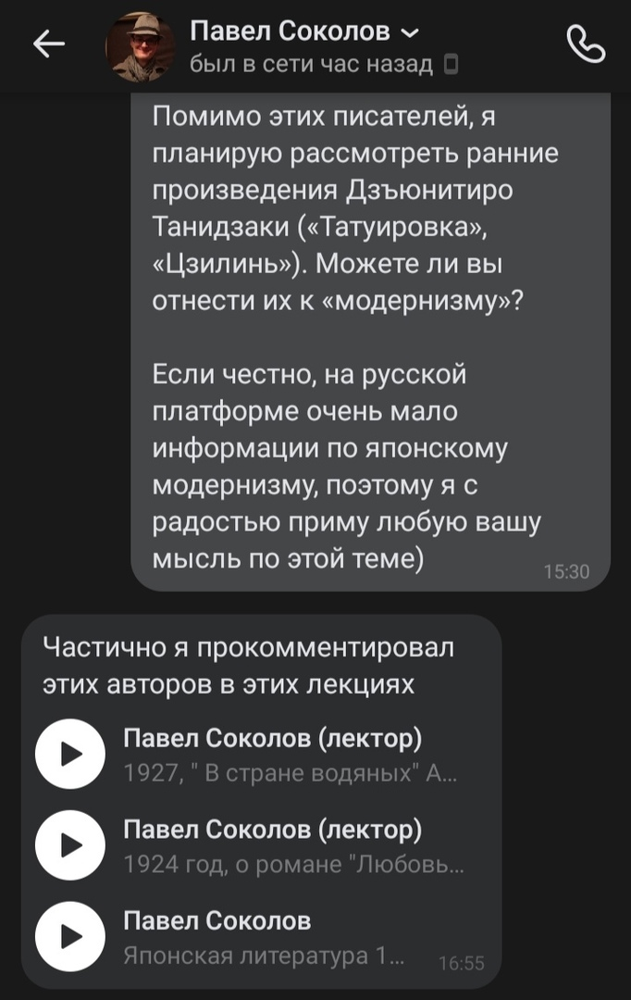 Павел Соколов
был в сети час назад
Помимо этих писателей, я
планирую рассмотреть ранние
произведения Дзъюнитиро
Танидзаки («Татуировка»,
«Цзилинь»). Можете ли вы
отнести их к «модернизму»?
Если честно, на русской
платформе очень мало
информации по японскому
модернизму, поэтому я с
радостью приму любую вашу
мысль по этой теме)
15:30
Частично я прокомментировал
этих авторов в этих лекциях
Павел Соколов (лектор)
1927, " В стране водяных" А...
Павел Соколов (лектор)
1924 год, о романе "Любовь...
Павел Соколов
Японская литература 1...
16:55